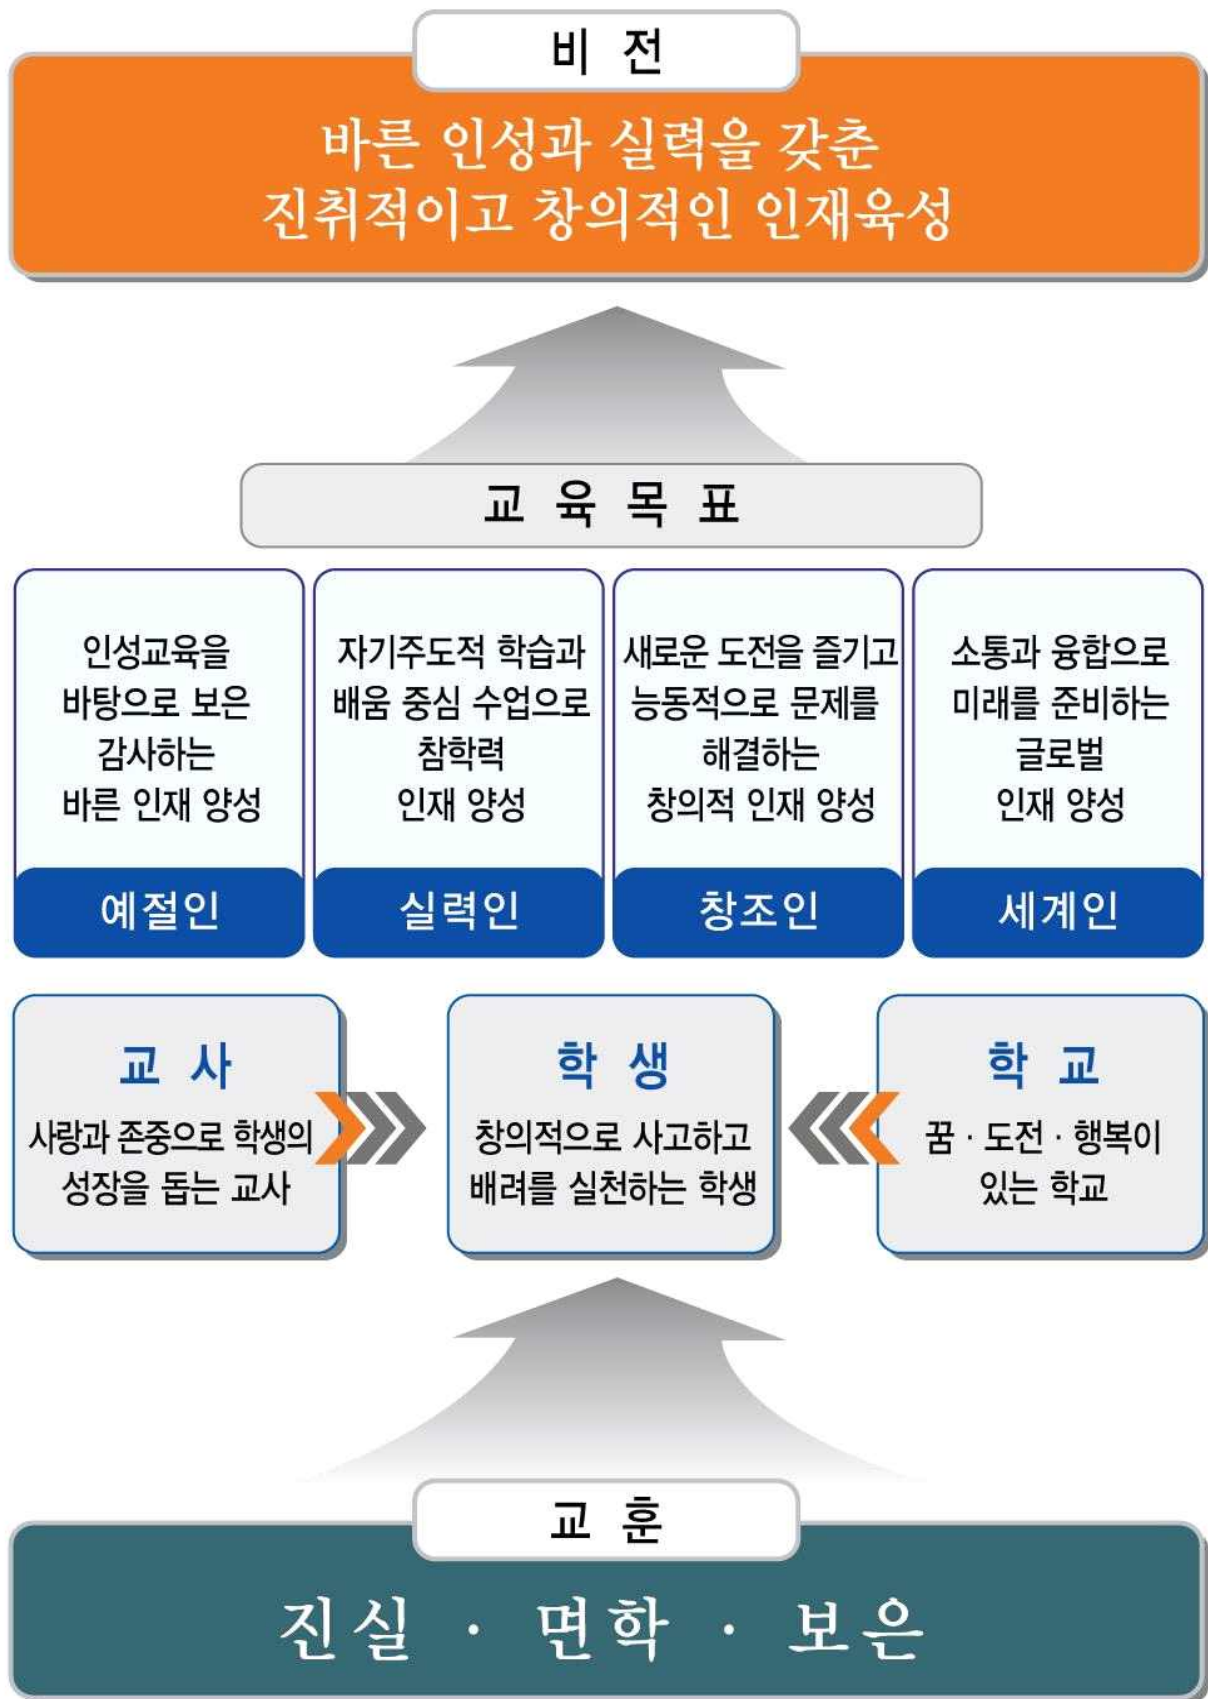 비 전
바른 인성과 실력을 갖춘
진취적이고 창의적인 인재육성
교 육 목 표
인성교육을
바탕으로 보은
감사하는
바른 인재 양성
예절인
자기주도적 학습과
배움 중심 수업으로
참학력
인재 양성
실력인
새로운 도전을 즐기고
능동적으로 문제를
해결하는
창의적 인재 양성
창조인
소통과 융합으로
미래를 준비하는
글로벌
인재 양성
세계인
교 사
사랑과 존중으로 학생의
성장을 돕는 교사
학 생
창의적으로 사고하고
배려를 실천하는 학생
학 교
꿈 · 도전 · 행복이
있는 학교
교 훈
진실 · 면학 · 보은